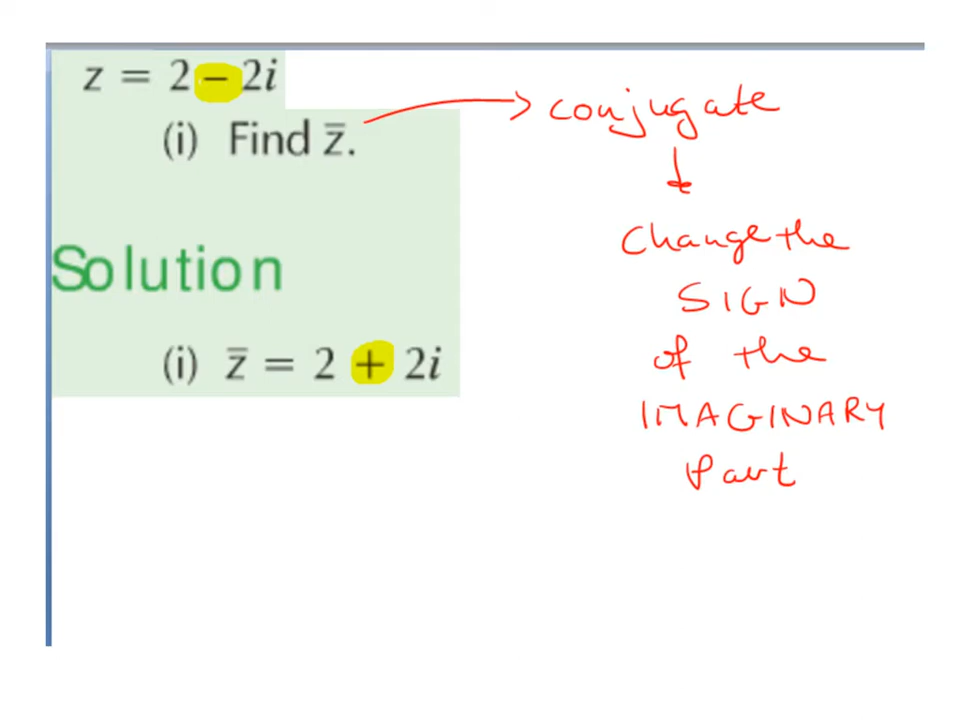 z = 2 − 2i
(i) Find z̅.
conjugate
Change the
SIGN
of the
IMAGINARY
Part
Solution
(i) z̅ = 2 + 2i